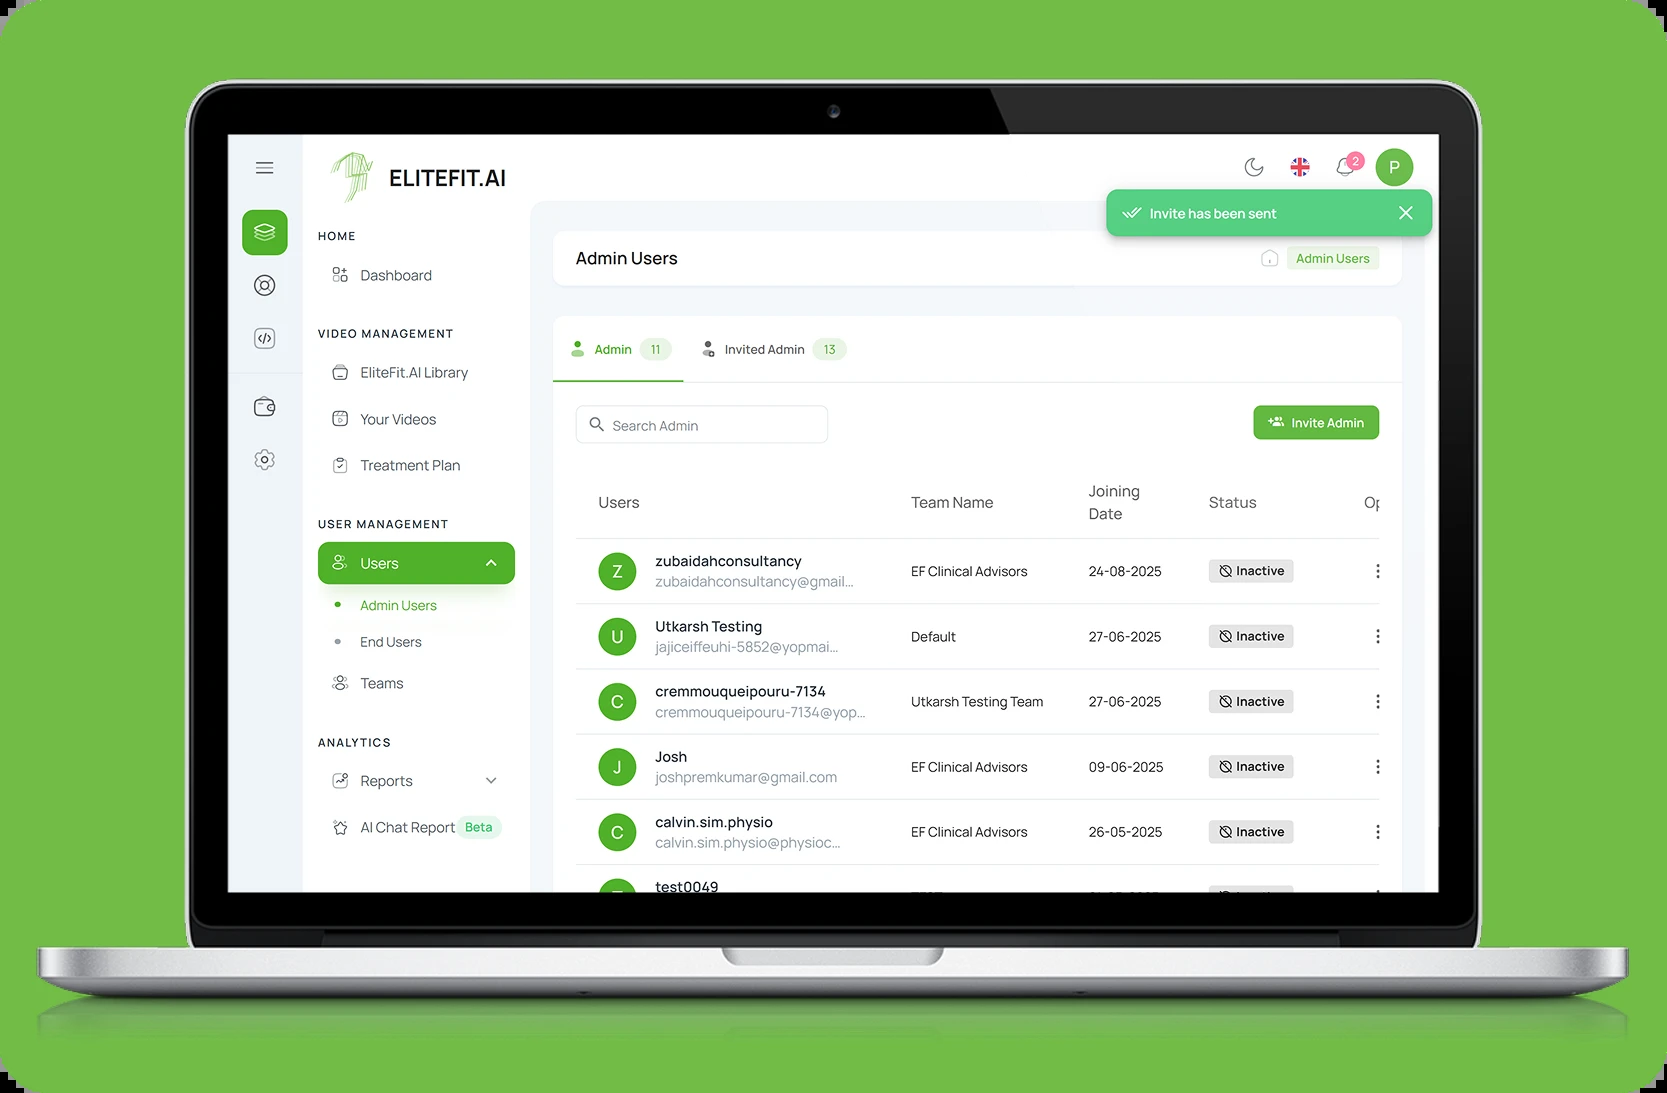 ELITEFIT.AI
2
P
Invite has been sent
HOME
Dashboard
VIDEO MANAGEMENT
EliteFit.AI Library
Your Videos
Treatment Plan
USER MANAGEMENT
Users
Admin Users
End Users
Teams
ANALYTICS
Reports
AI Chat Report Beta
Admin Users
Admin Users
Admin 11
Invited Admin 13
Search Admin
Invite Admin
Users Team Name Joining Date Status Op
Z zubaidahconsultancy
zubaidahconsultancy@gmail...
EF Clinical Advisors 24-08-2025 Inactive
U Utkarsh Testing
jajiceiffeuhi-5852@yopmai...
Default 27-06-2025 Inactive
C cremmouqueipouru-7134
cremmouqueipouru-7134@yop...
Utkarsh Testing Team 27-06-2025 Inactive
J Josh
joshpremkumar@gmail.com
EF Clinical Advisors 09-06-2025 Inactive
C calvin.sim.physio
calvin.sim.physio@physioc...
EF Clinical Advisors 26-05-2025 Inactive
test0049